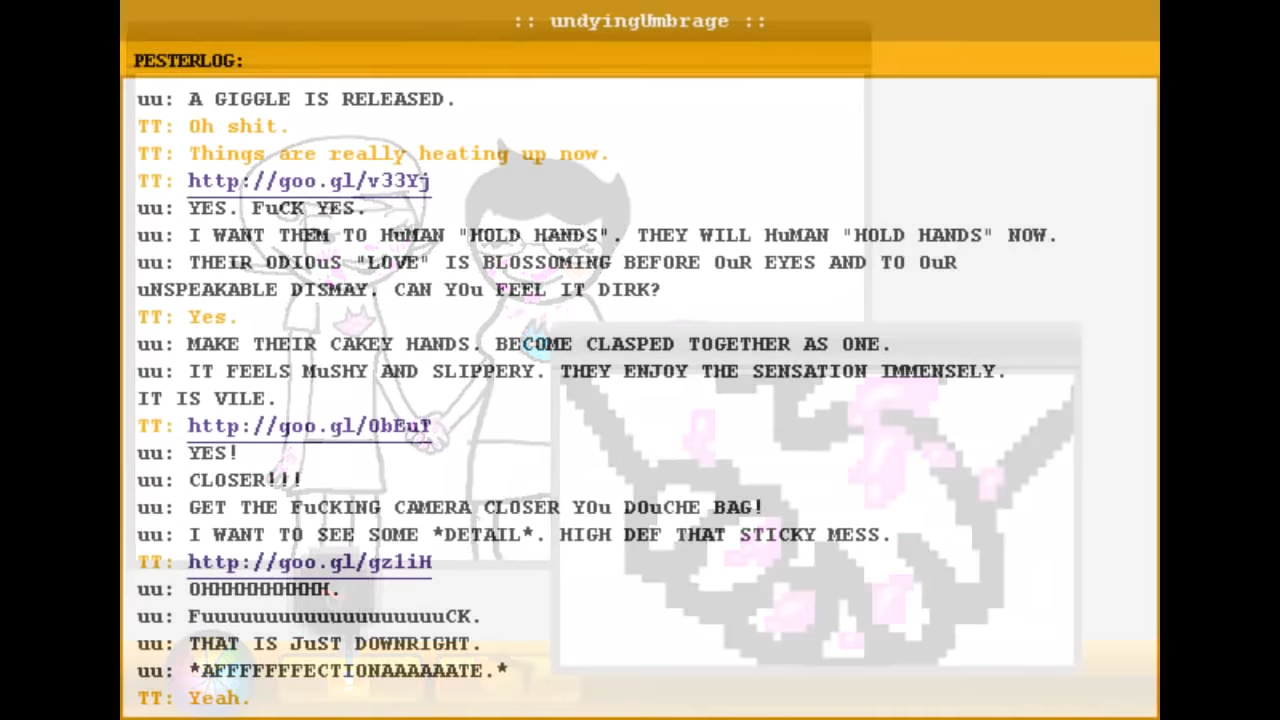 :: undyingUmbrage ::
PESTERLOG:
uu: A GIGGLE IS RELEASED.
TT: Oh shit.
TT: Things are really heating up now.
TT: http://goo.gl/v33Yj
uu: YES. FuCK YES.
uu: I WANT THEM TO HuMAN "HOLD HANDS". THEY WILL HuMAN "HOLD HANDS" NOW.
uu: THEIR ODIOuS "LOVE" IS BLOSSOMING BEFORE OuR EYES AND TO OuR
uNSPEAKABLE DISMAY. CAN YOu FEEL IT DIRK?
TT: Yes.
uu: MAKE THEIR CAKEY HANDS. BECOME CLASPED TOGETHER AS ONE.
uu: IT FEELS MuSHY AND SLIPPERY. THEY ENJOY THE SENSATION IMMENSELY.
IT IS VILE.
TT: http://goo.gl/0bEuT
uu: YES!
uu: CLOSER!!!
uu: GET THE FuCKING CAMERA CLOSER YOu DOuCHE BAG!
uu: I WANT TO SEE SOME *DETAIL*. HIGH DEF THAT STICKY MESS.
TT: http://goo.gl/gz1iH
uu: OHHHHHHHHHH.
uu: FuuuuuuuuuuuuuuuuuuuCK.
uu: THAT IS JuST DOWNRIGHT.
uu: *AFFFFFFFECTIONAAAAAATE.*
TT: Yeah.